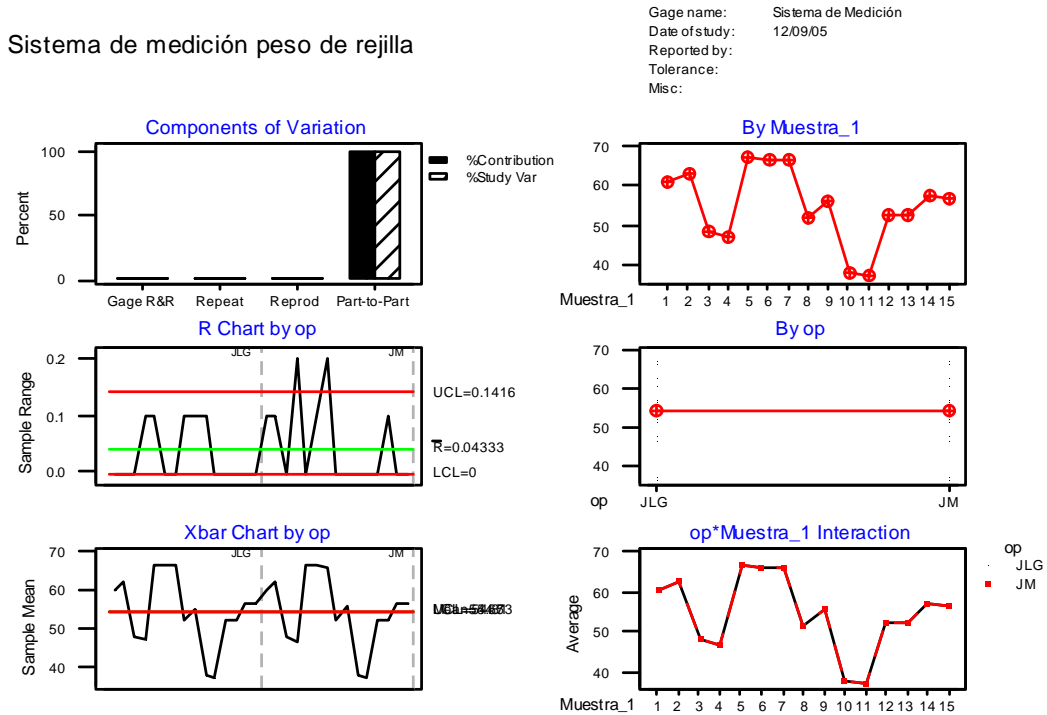 Sistema de medición peso de rejilla
Gage name: Sistema de Medición
Date of study: 12/09/05
Reported by:
Tolerance:
Misc:
Components of Variation
100
50
0
Percent
Gage R&R Repeat Reprod Part-to-Part
%Contribution
%Study Var
By Muestra_1
70
60
50
40
Muestra_1 1 2 3 4 5 6 7 8 9 10 11 12 13 14 15
R Chart by op
JLG JM
0.2
0.1
0.0
Sample Range
UCL=0.1416
R=0.04333
LCL=0
By op
70
60
50
40
op JLG JM
Xbar Chart by op
JLG JM
70
60
50
40
Sample Mean
op*Muestra_1 Interaction
70
60
50
40
Average
Muestra_1 1 2 3 4 5 6 7 8 9 10 11 12 13 14 15
op
JLG
JM